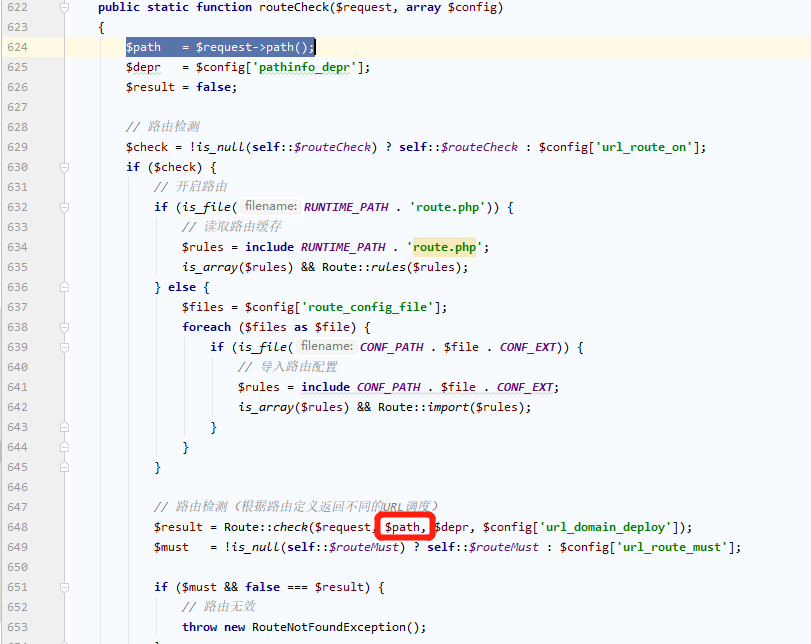 622 public static function routeCheck($request, array $config)
623 {
624 $path = $request->path();
625 $depr = $config['pathinfo_depr'];
626 $result = false;
627
628 // 路由检测
629 $check = !is_null(self::$routeCheck) ? self::$routeCheck : $config['url_route_on'];
630 if ($check) {
631 // 开启路由
632 if (is_file( filename: RUNTIME_PATH . 'route.php')) {
633 // 读取路由缓存
634 $rules = include RUNTIME_PATH . 'route.php';
635 is_array($rules) && Route::rules($rules);
636 } else {
637 $files = $config['route_config_file'];
638 foreach ($files as $file) {
639 if (is_file( filename: CONF_PATH . $file . CONF_EXT)) {
640 // 导入路由配置
641 $rules = include CONF_PATH . $file . CONF_EXT;
642 is_array($rules) && Route::import($rules);
643 }
644 }
645 }
646
647 // 路由检测（根据路由定义返回不同的URL调度）
648 $result = Route::check($request, $path, $depr, $config['url_domain_deploy']);
649 $must = !is_null(self::$routeMust) ? self::$routeMust : $config['url_route_must'];
650
651 if ($must && false === $result) {
652 // 路由无效
653 throw new RouteNotFoundException();